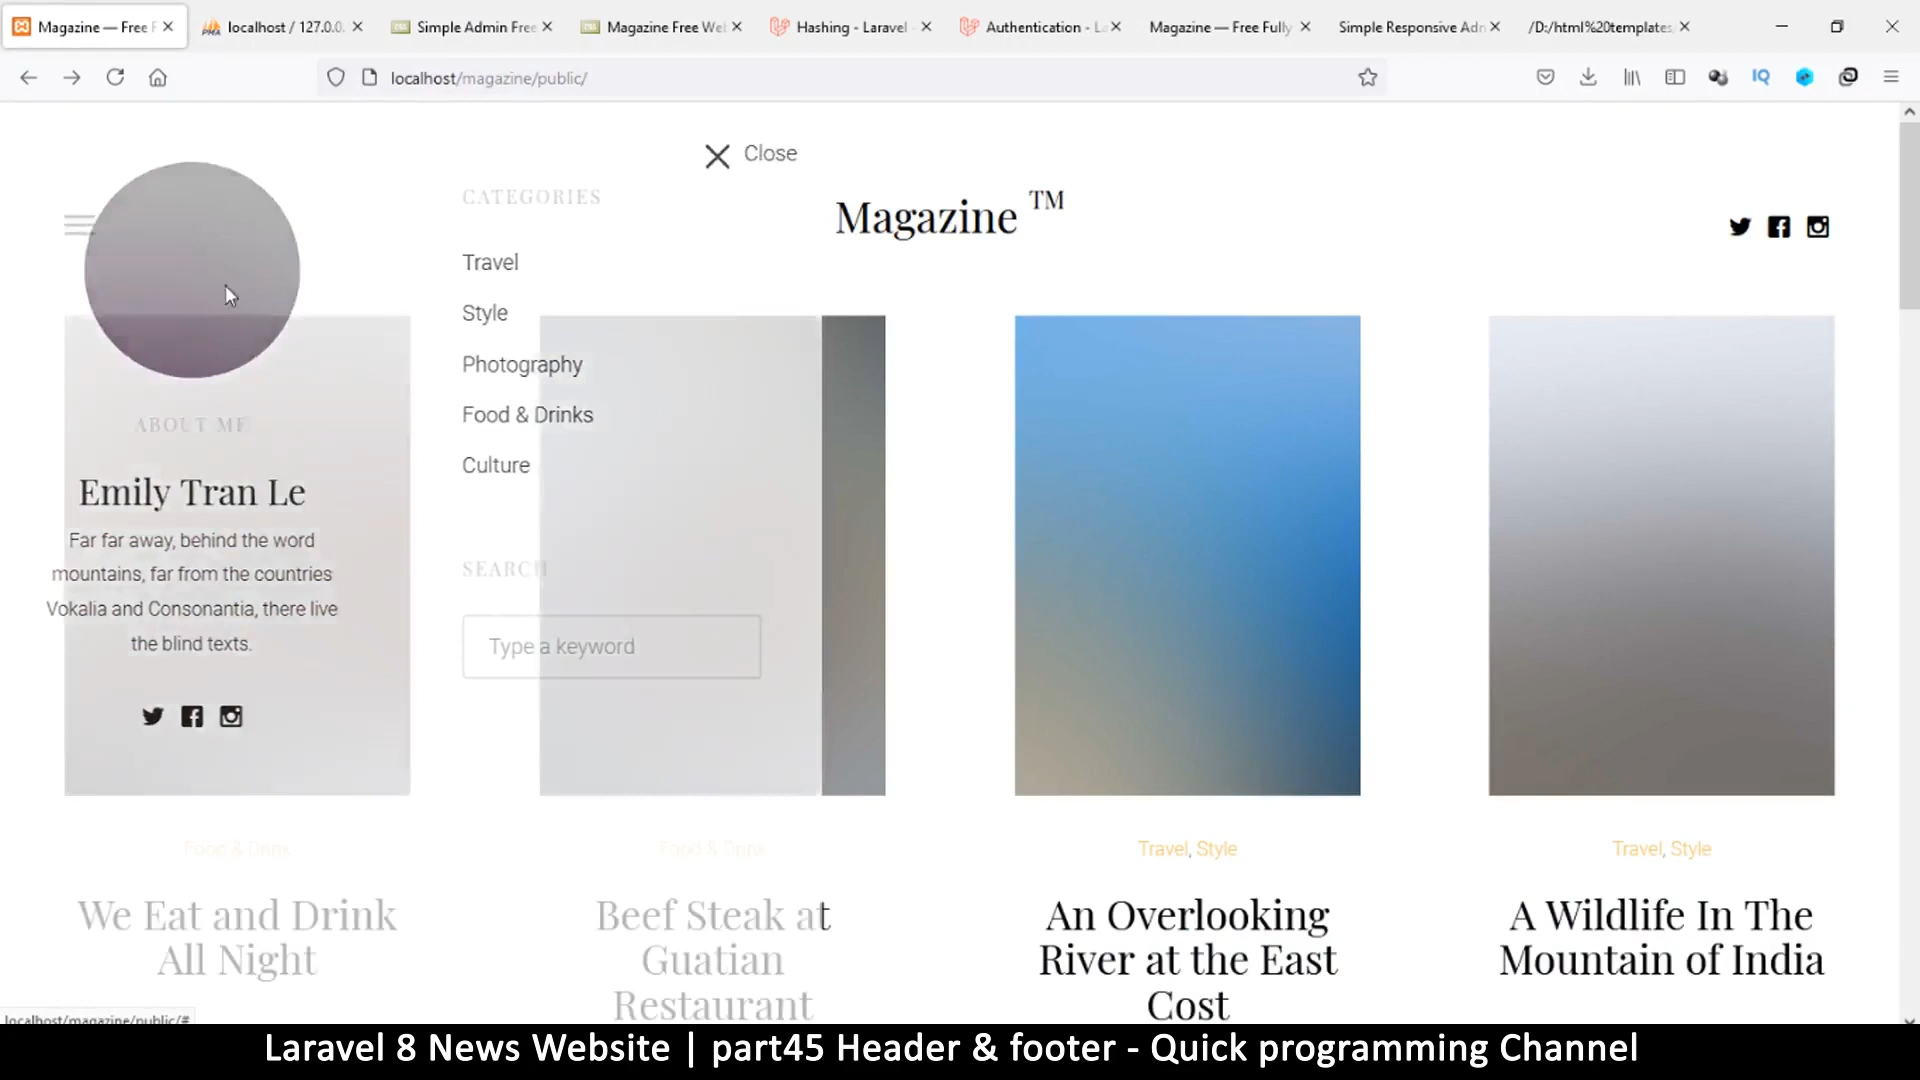 Magazine — Free F
localhost / 127.0.0.
Simple Admin Free
Magazine Free We
Hashing - Laravel -
Authentication - La
Magazine — Free Fully
Simple Responsive Adn
/D:/html%20templates
localhost/magazine/public/
IQ
Close
CATEGORIES
Travel
Style
Photography
Food & Drinks
Culture
SEARCH
Type a keyword
Magazine TM
ABOUT ME
Emily Tran Le
Far far away, behind the word
mountains, far from the countries
Vokalia and Consonantia, there live
the blind texts.
Food & Drink
We Eat and Drink
All Night
Food & Drink
Beef Steak at
Guatian
Restaurant
Travel, Style
An Overlooking
River at the East
Cost
Travel, Style
A Wildlife In The
Mountain of India
localhost/magazine/public/#
Laravel 8 News Website | part45 Header & footer - Quick programming Channel